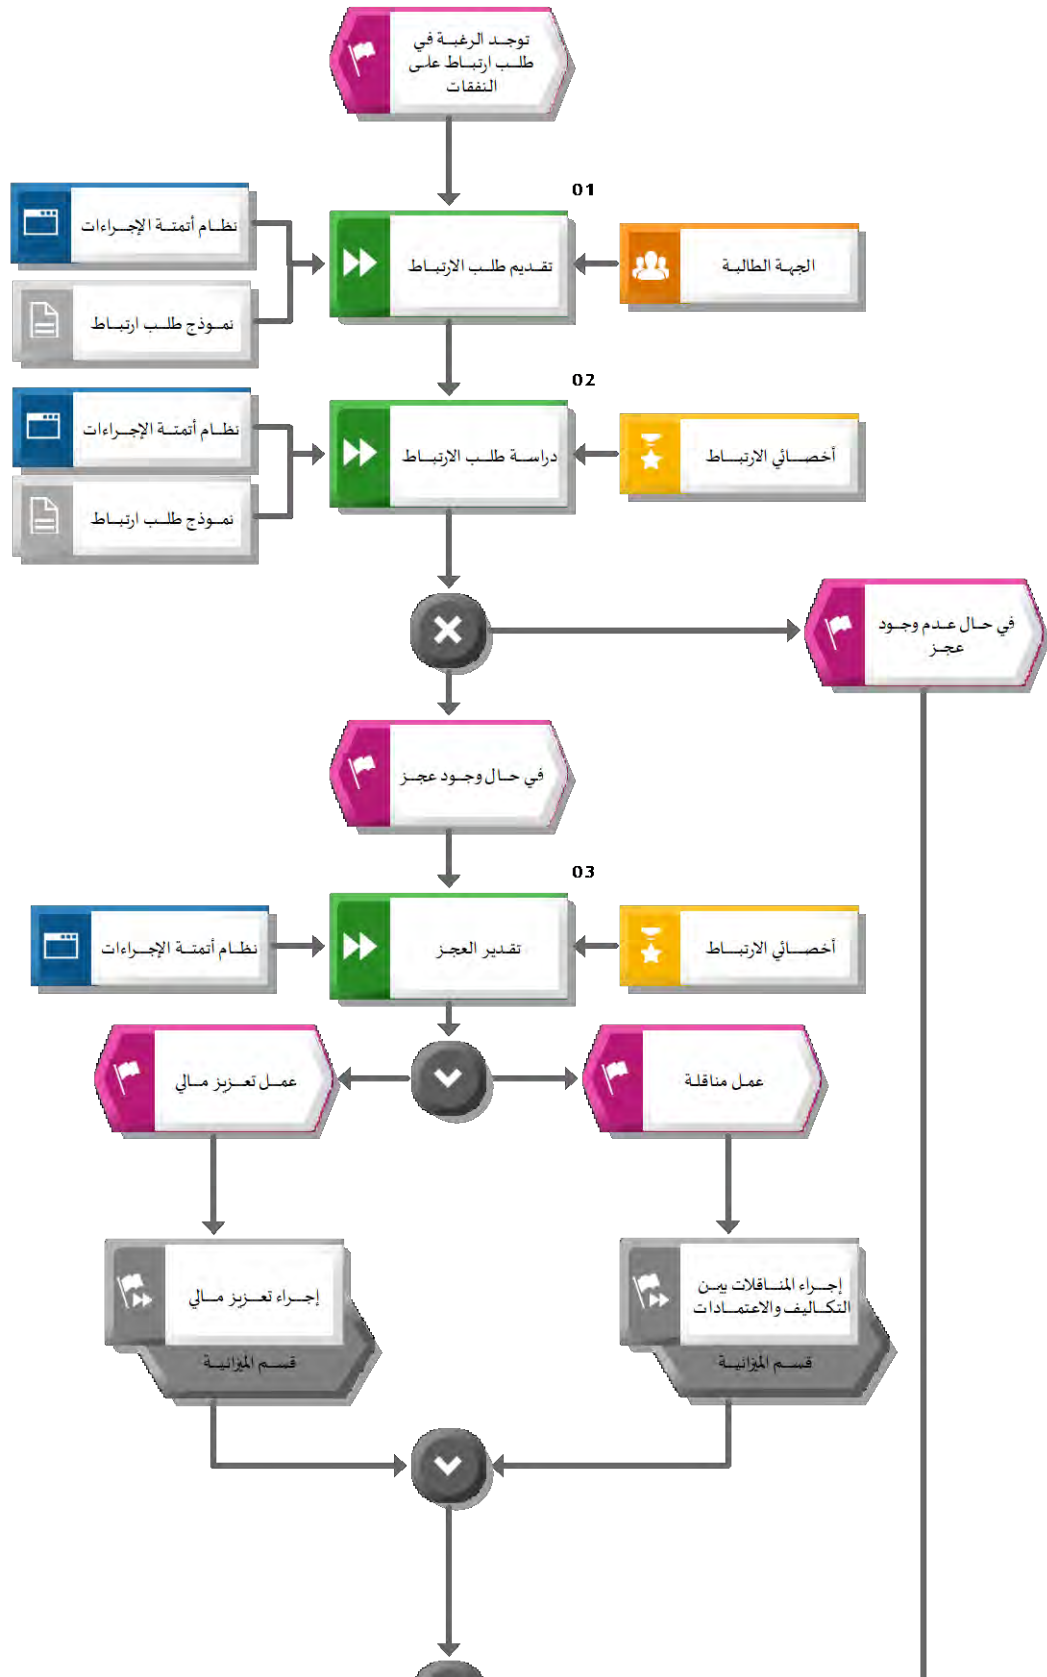 توجد الرغبة في
طلب ارتباط على
النفقات
01
الجهة الطالبة
تقديم طلب الارتباط
نظام أتمتة الإجراءات
نموذج طلب ارتباط
02
أخصائي الارتباط
دراسة طلب الارتباط
نظام أتمتة الإجراءات
نموذج طلب ارتباط
في حال عدم وجود
عجز
في حال وجود عجز
03
أخصائي الارتباط
تقدير العجز
نظام أتمتة الإجراءات
عمل مناقلة
عمل تعزيز مالي
إجراء المناقلات بين
التكاليف والاعتمادات
قسم الميزانية
إجراء تعزيز مالي
قسم الميزانية